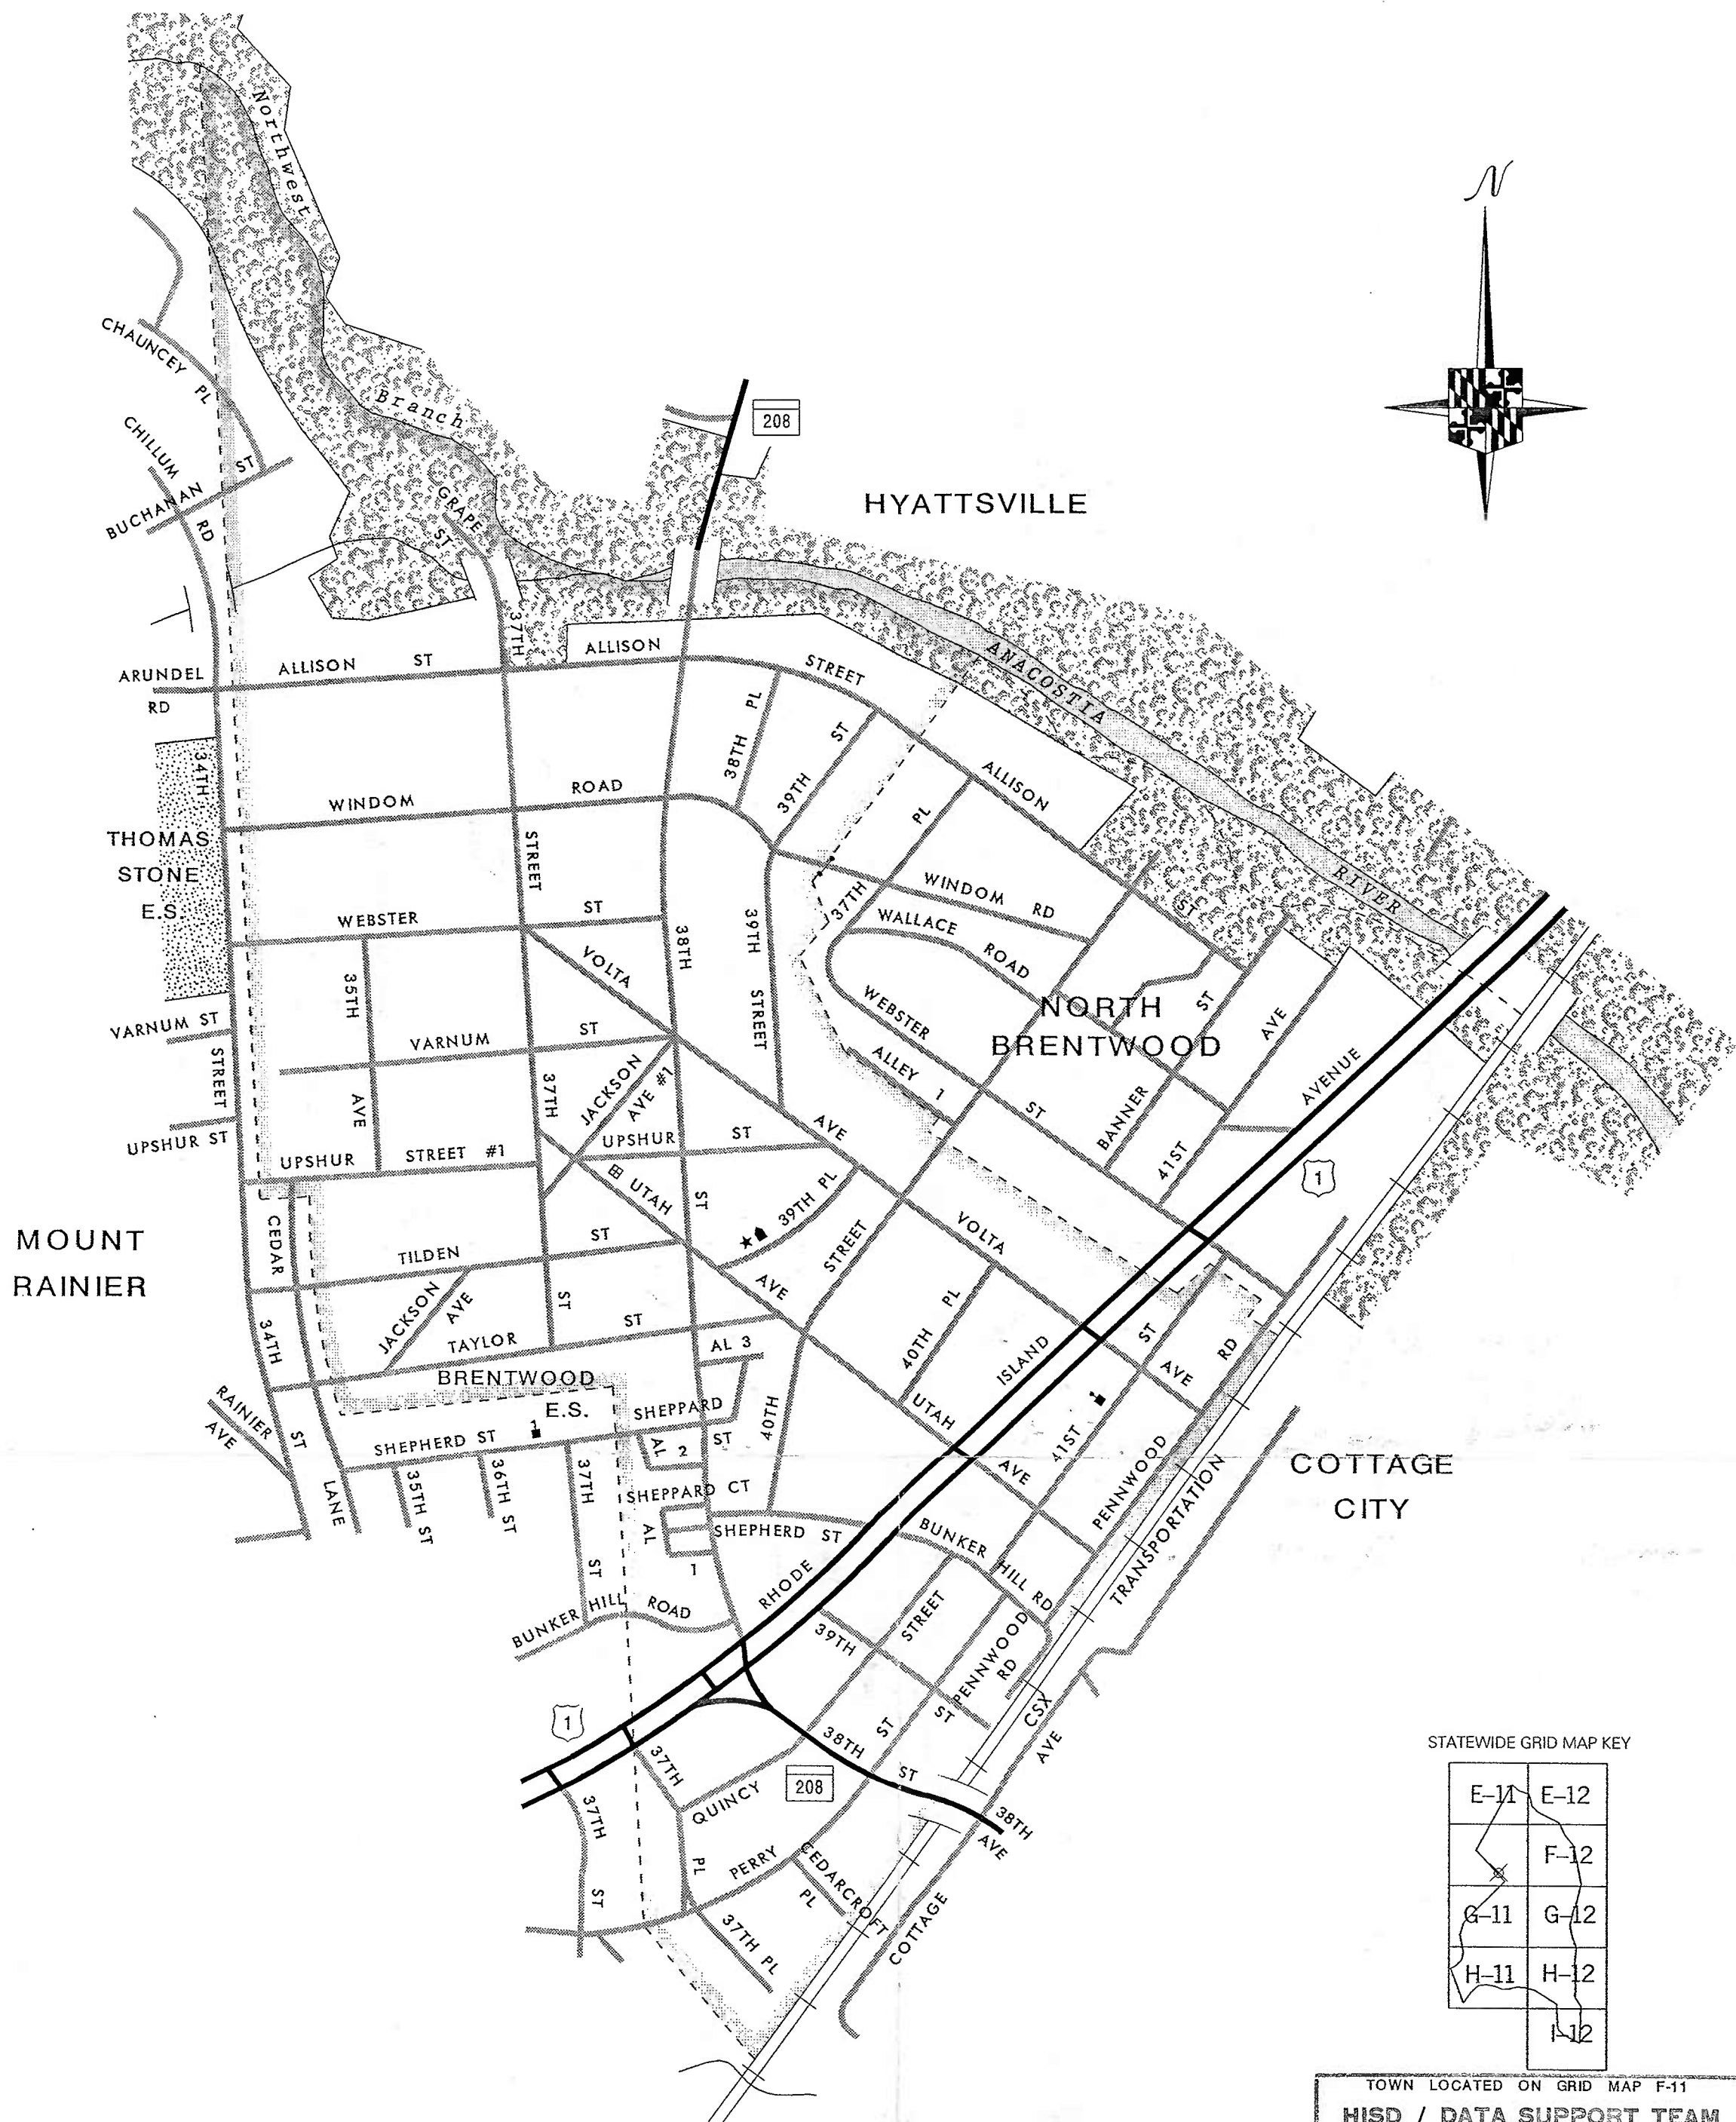 N
Northwest
Branch
CHAUNCEY PL
208
CHILLUM RD
BUCHANAN ST
GRAPE ST
HYATTSVILLE
37TH
ALLISON
ARUNDEL
RD
ALLISON ST
STREET
ANACOSTIA
38TH PL
39TH ST
34TH
ALLISON
WINDOM ROAD
PL
THOMAS
STONE
E.S.
STREET
37TH
WINDOM RD
RIVER
ST
WEBSTER ST
WALLACE
ROAD
38TH
39TH
VOLTA
35TH
STREET
WEBSTER
NORTH
BRENTWOOD
ST
AVE
VARNUM ST
VARNUM ST
STREET
JACKSON
AVE #1
ALLEY 1
AVENUE
37TH
AVE
ST
BANNER
UPSHUR ST
UPSHUR ST
AVE
UPSHUR STREET #1
41ST
1
UTAH
39TH PL
ST
CEDAR
STREET
VOLTA
MOUNT
RAINIER
TILDEN ST
JACKSON
AVE
AVE
ST
PL
34TH
TAYLOR ST
AL 3
40TH
ISLAND
ST
AVE
RD
BRENTWOOD
E.S.
SHEPPARD
RAINIER
AVE
ST
1
1
UTAH
SHEPHERD ST
AL 2
ST
40TH
41ST
COTTAGE
CITY
LANE
35TH ST
36TH ST
37TH
SHEPPARD CT
AVE
PENNWOOD
TRANSPORTATION
AL
1
SHEPHERD ST
BUNKER
HILL RD
ST
RHODE
BUNKER HILL ROAD
39TH
STREET
PENNWOOD
RD
ST
CSX
1
38TH
ST
ST
AVE
37TH
QUINCY
208
37TH
38TH
AVE
PL
PERRY
CEDARCROFT
PL
ST
37TH PL
COTTAGE
STATEWIDE GRID MAP KEY
E-11 E-12
F-12
G-11 G-12
H-11 H-12
I-12
TOWN LOCATED ON GRID MAP F-11
HISD / DATA SUPPORT TEAM